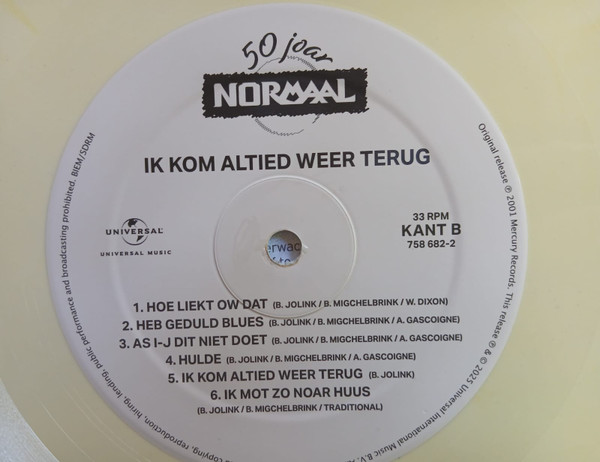 50 joar
NORMAAL
IK KOM ALTIED WEER TERUG
UNIVERSAL
UNIVERSAL MUSIC
33 RPM
KANT B
758 682-2
erwac
1. HOE LIEKT OW DAT (B. JOLINK / B. MIGCHELBRINK / W. DIXON)
2. HEB GEDULD BLUES (B. JOLINK / B. MIGCHELBRINK / A. GASCOIGNE)
3. AS I-J DIT NIET DOET (B. JOLINK / B. MIGCHELBRINK / A. GASCOIGNE)
4. HULDE (B. JOLINK / B. MIGCHELBRINK / A. GASCOIGNE)
5. IK KOM ALTIED WEER TERUG (B. JOLINK)
6. IK MOT ZO NOAR HUUS
(B. JOLINK / B. MIGCHELBRINK / TRADITIONAL)
Original release ℗ 2001 Mercury Records. This release ℗ & © 2025 Universal International Music B.V.
copying, reproduction, hiring, lending, public performance and broadcasting prohibited. BIEM/SDRM